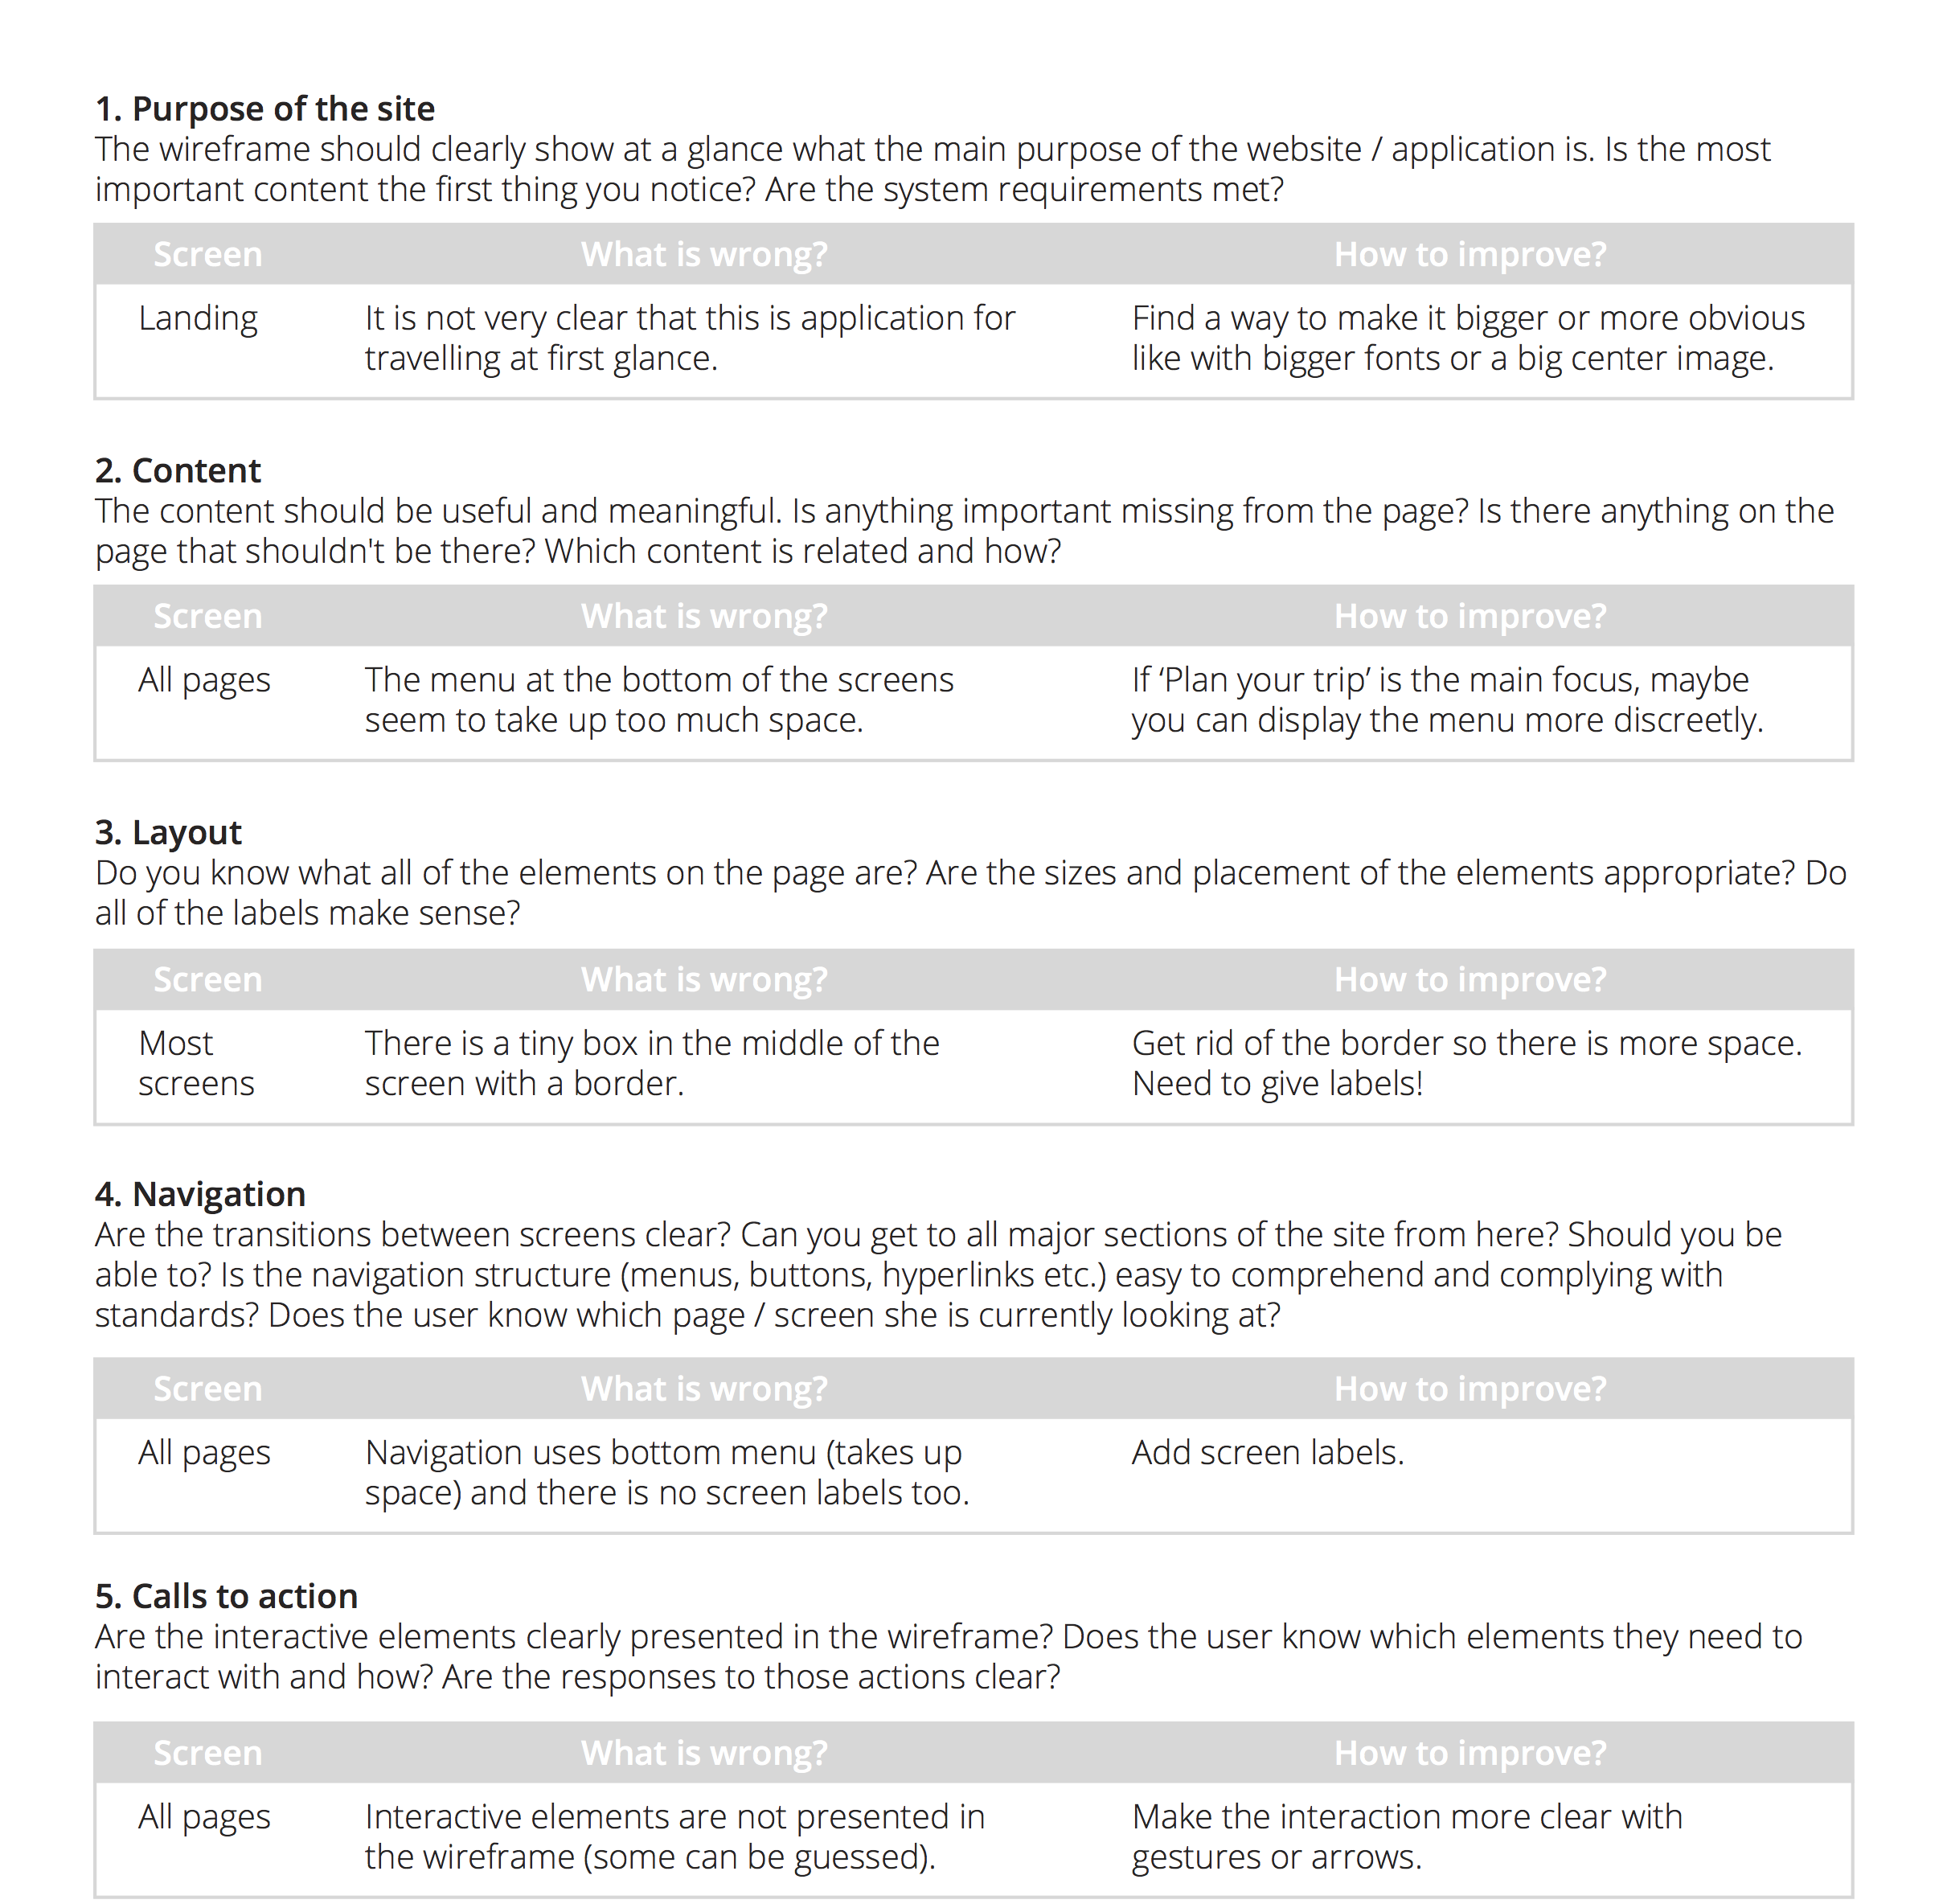 1. Purpose of the site
The wireframe should clearly show at a glance what the main purpose of the website / application is. Is the most
important content the first thing you notice? Are the system requirements met?
Screen What is wrong? How to improve?
Landing It is not very clear that this is application for Find a way to make it bigger or more obvious
travelling at first glance. like with bigger fonts or a big center image.
2. Content
The content should be useful and meaningful. Is anything important missing from the page? Is there anything on the
page that shouldn't be there? Which content is related and how?
Screen What is wrong? How to improve?
All pages The menu at the bottom of the screens If ‘Plan your trip’ is the main focus, maybe
seem to take up too much space. you can display the menu more discreetly.
3. Layout
Do you know what all of the elements on the page are? Are the sizes and placement of the elements appropriate? Do
all of the labels make sense?
Screen What is wrong? How to improve?
Most There is a tiny box in the middle of the Get rid of the border so there is more space.
screens screen with a border. Need to give labels!
4. Navigation
Are the transitions between screens clear? Can you get to all major sections of the site from here? Should you be
able to? Is the navigation structure (menus, buttons, hyperlinks etc.) easy to comprehend and complying with
standards? Does the user know which page / screen she is currently looking at?
Screen What is wrong? How to improve?
All pages Navigation uses bottom menu (takes up Add screen labels.
space) and there is no screen labels too.
5. Calls to action
Are the interactive elements clearly presented in the wireframe? Does the user know which elements they need to
interact with and how? Are the responses to those actions clear?
Screen What is wrong? How to improve?
All pages Interactive elements are not presented in Make the interaction more clear with
the wireframe (some can be guessed). gestures or arrows.